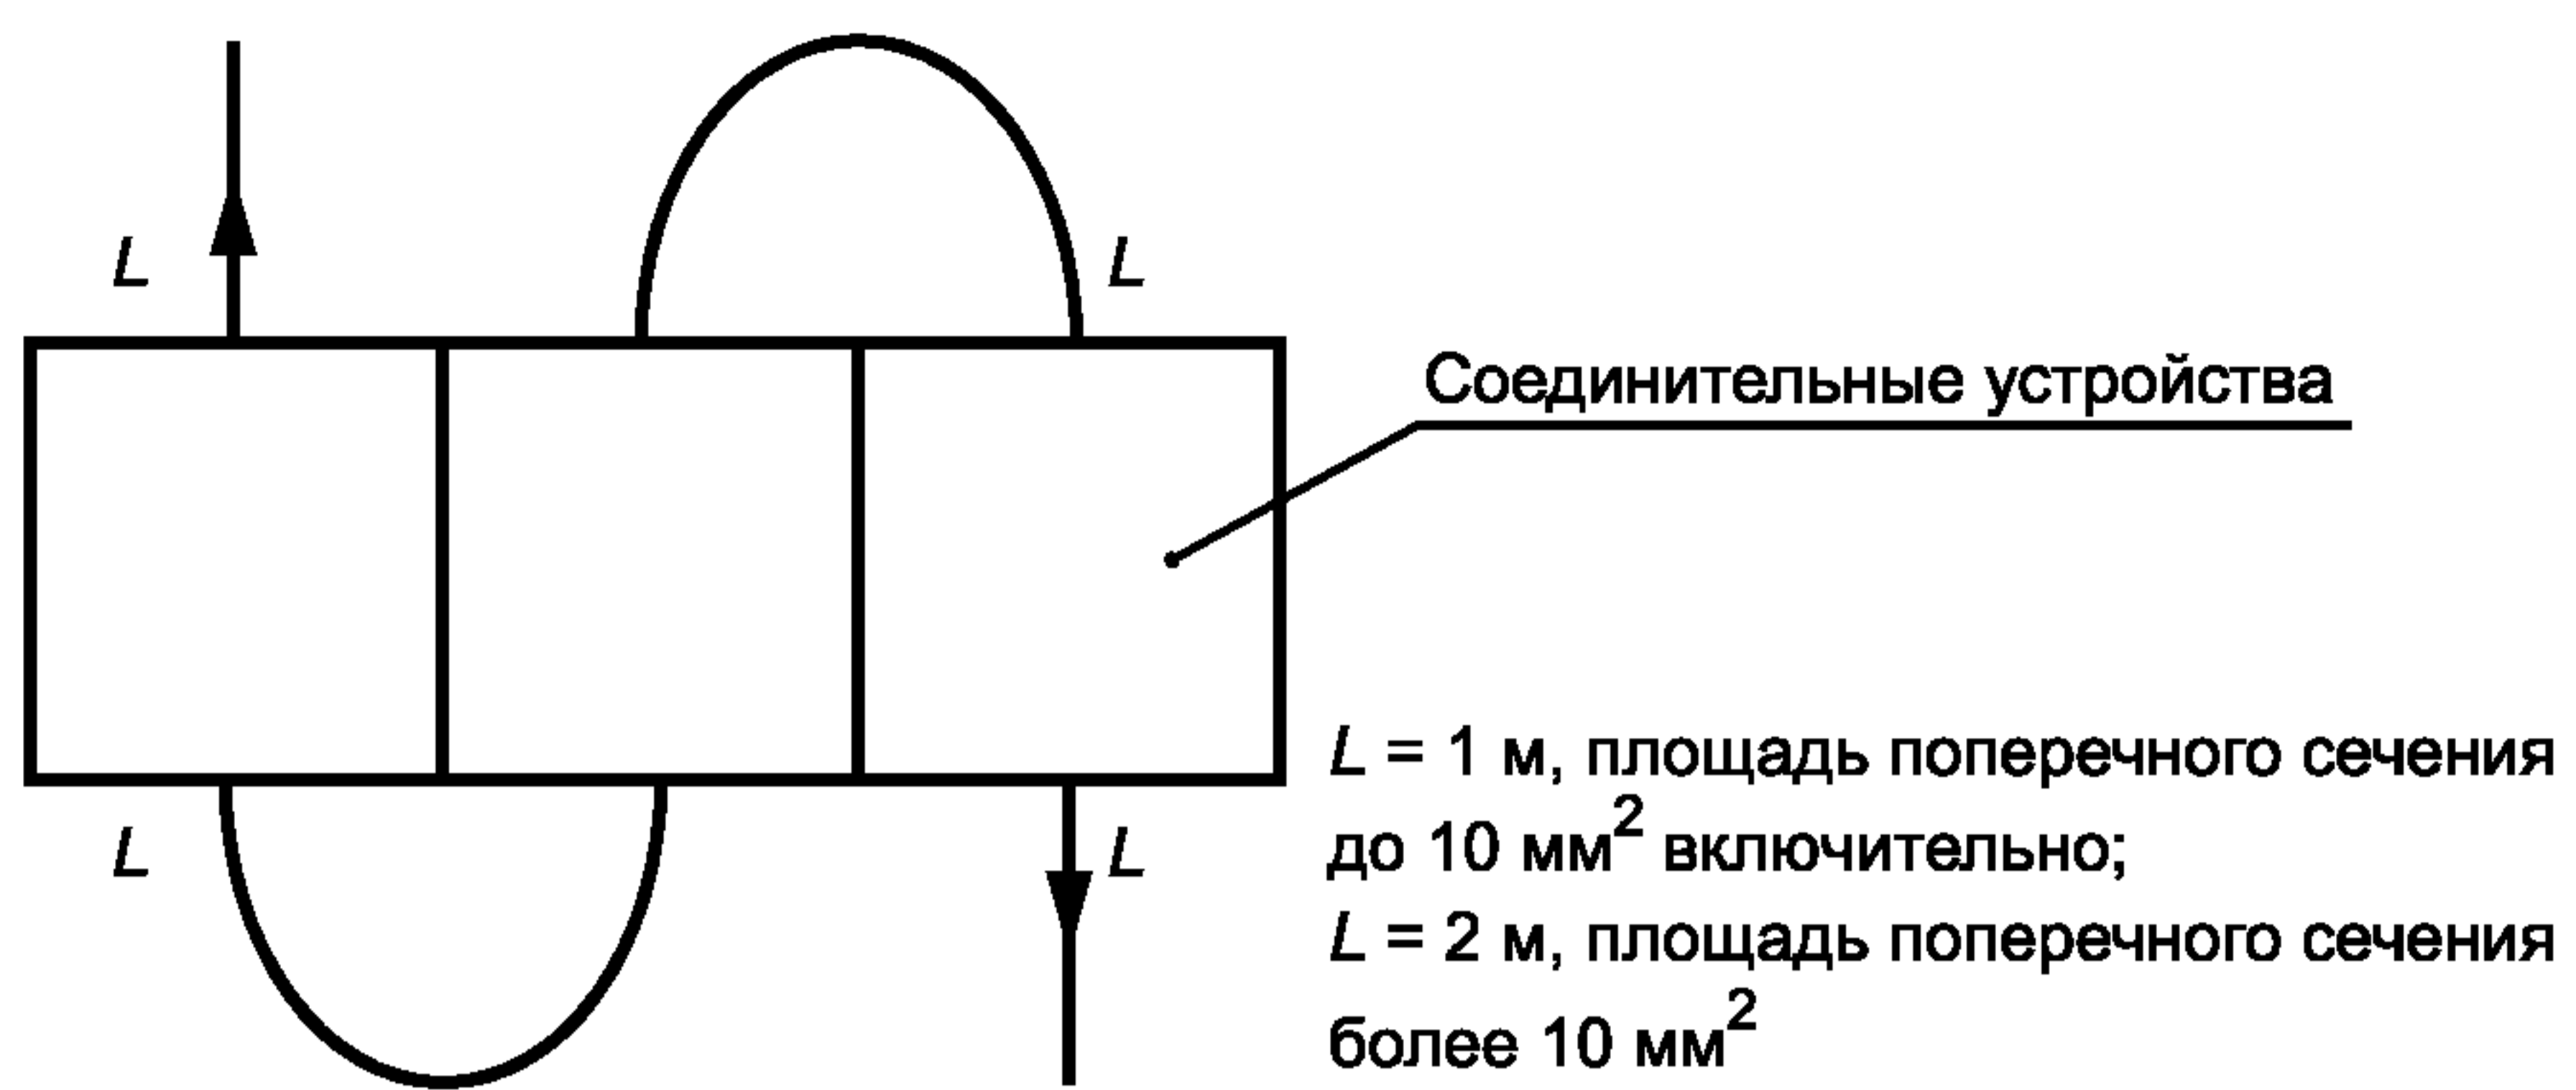 L
L
Соединительные устройства
L
L
L = 1 м, площадь поперечного сечения
до 10 мм² включительно;
L = 2 м, площадь поперечного сечения
более 10 мм²